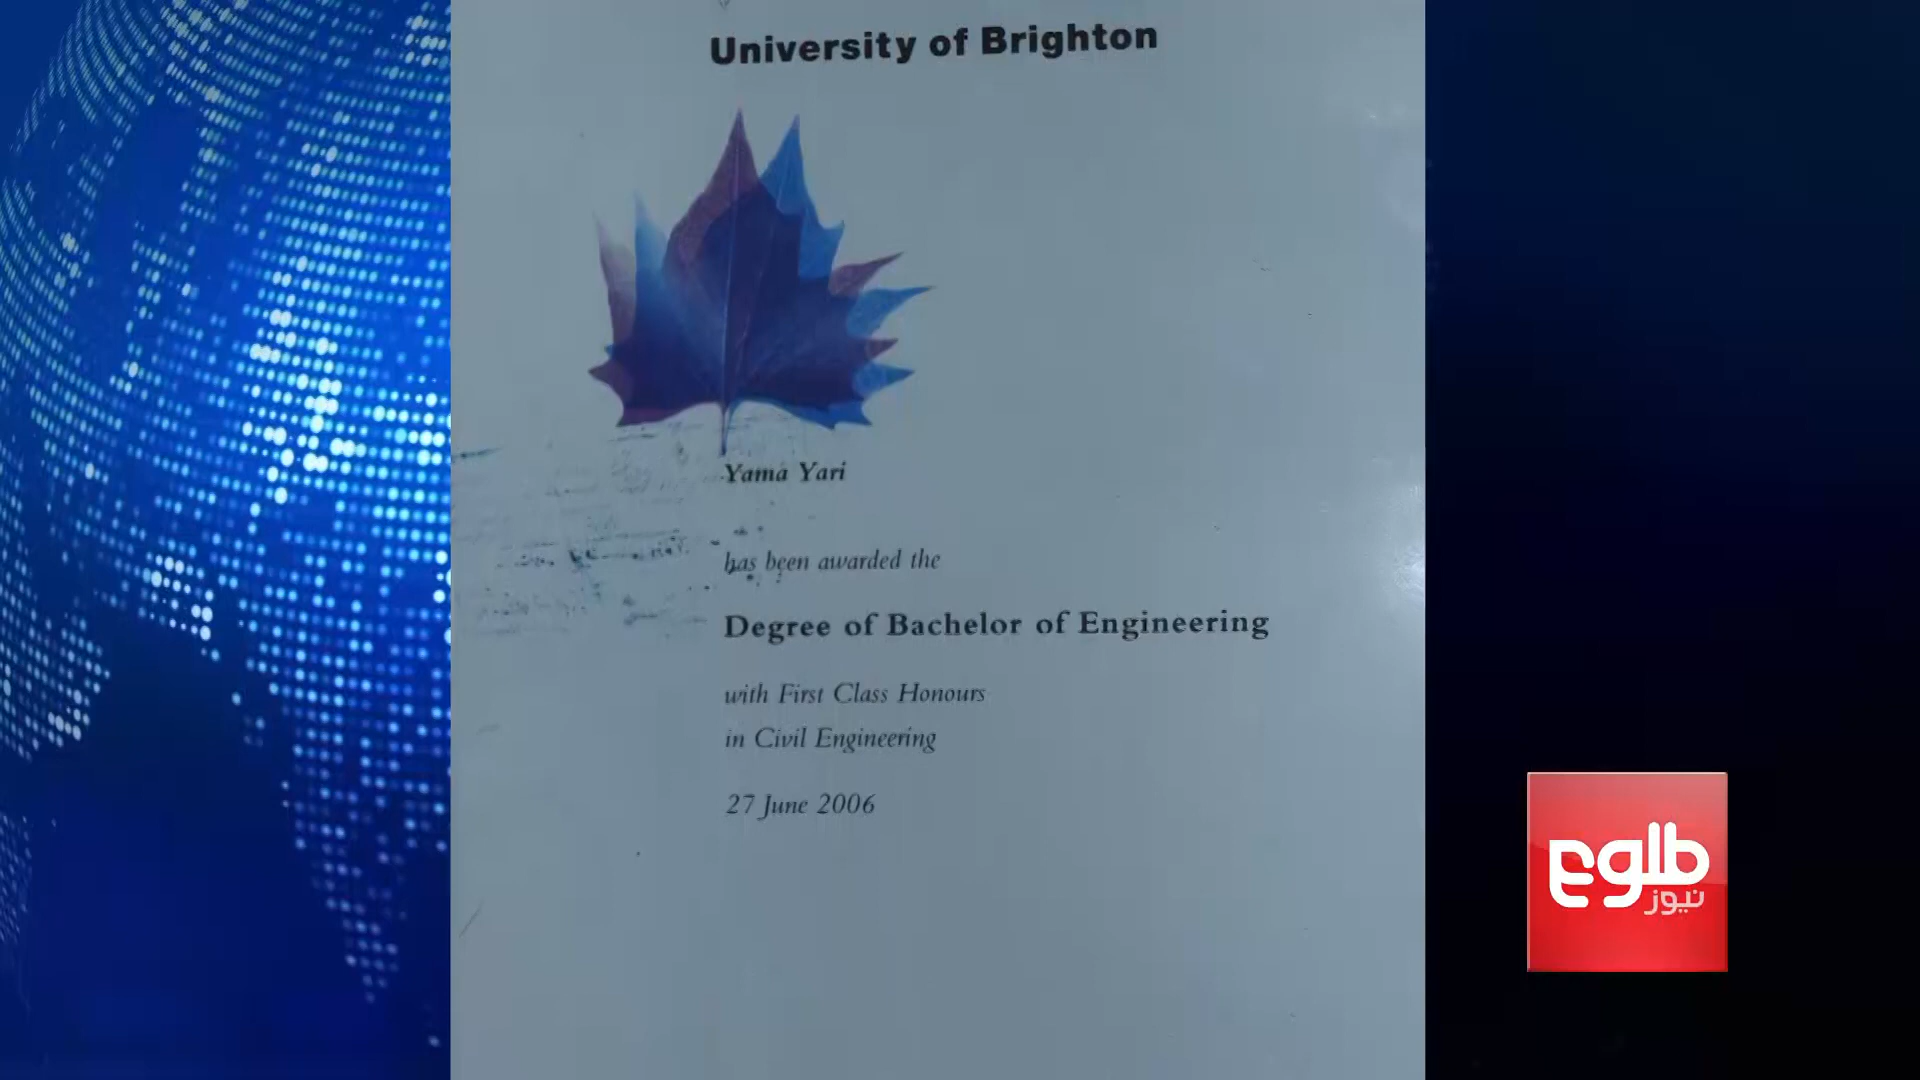 University of Brighton
Yama Yari
has been awarded the
Degree of Bachelor of Engineering
with First Class Honours
in Civil Engineering
27 June 2006
طلوع
نیوز